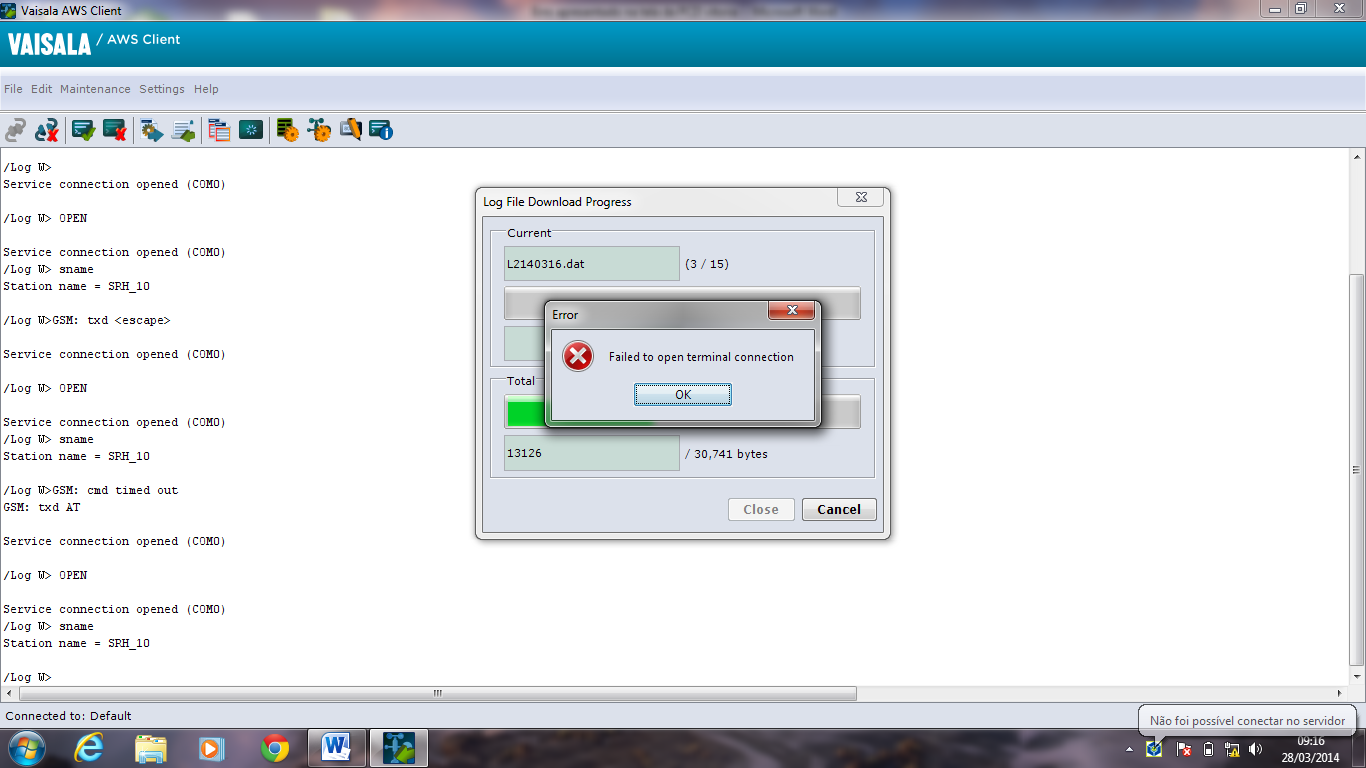 Vaisala AWS Client
VAISALA / AWS Client
File Edit Maintenance Settings Help
/Log W>
Service connection opened (COM0)
/Log W> OPEN
Service connection opened (COM0)
/Log W> sname
Station name = SRH_10
/Log W>GSM: txd <escape>
Service connection opened (COM0)
/Log W> OPEN
Service connection opened (COM0)
/Log W> sname
Station name = SRH_10
/Log W>GSM: cmd timed out
GSM: txd AT
Service connection opened (COM0)
/Log W> OPEN
Service connection opened (COM0)
/Log W> sname
Station name = SRH_10
/Log W>
Log File Download Progress
Current
L2140316.dat (3 / 15)
Error
Failed to open terminal connection
OK
Total
13126 / 30,741 bytes
Close Cancel
Connected to: Default
Não foi possível conectar no servidor
09:16
28/03/2014